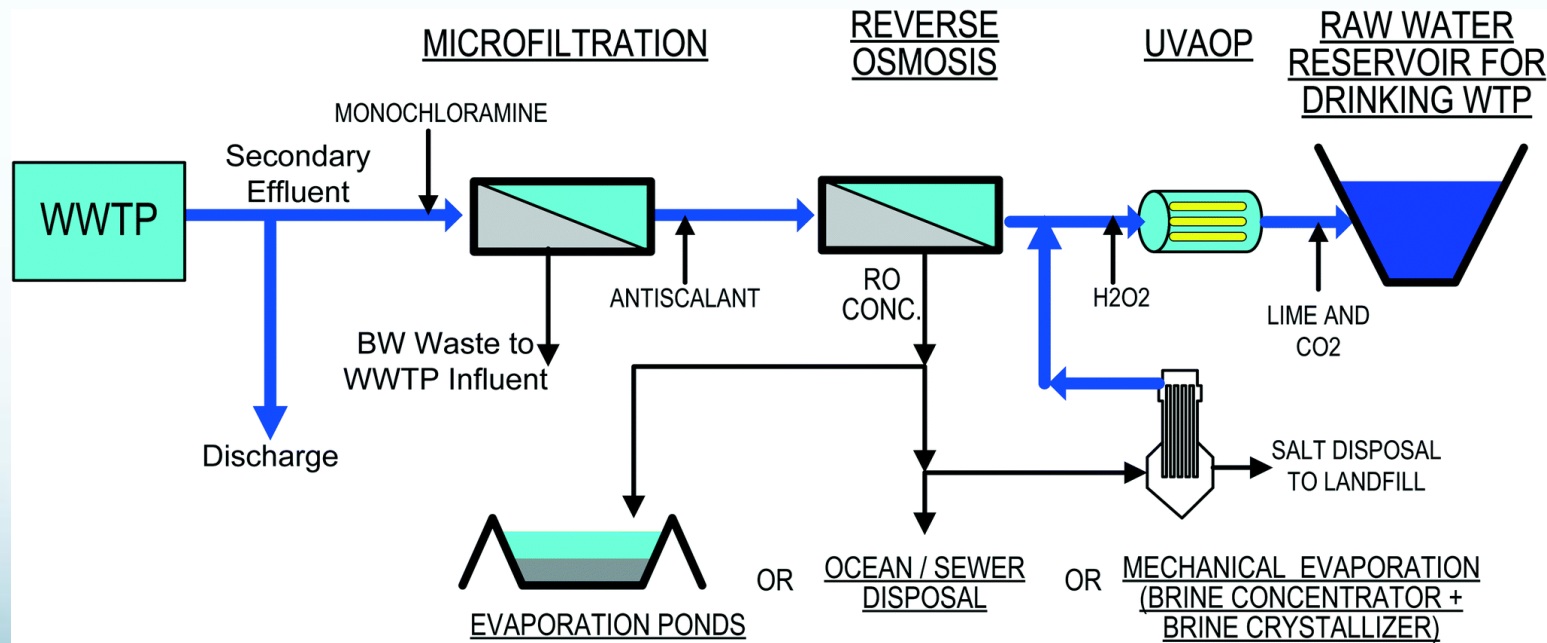 MICROFILTRATION
REVERSE
OSMOSIS
UVAOP
RAW WATER
RESERVOIR FOR
DRINKING WTP
MONOCHLORAMINE
Secondary
Effluent
WWTP
ANTISCALANT
RO
CONC.
H2O2
LIME AND
CO2
BW Waste to
WWTP Influent
Discharge
SALT DISPOSAL
TO LANDFILL
EVAPORATION PONDS
OR
OCEAN / SEWER
DISPOSAL
OR
MECHANICAL EVAPORATION
(BRINE CONCENTRATOR +
BRINE CRYSTALLIZER)